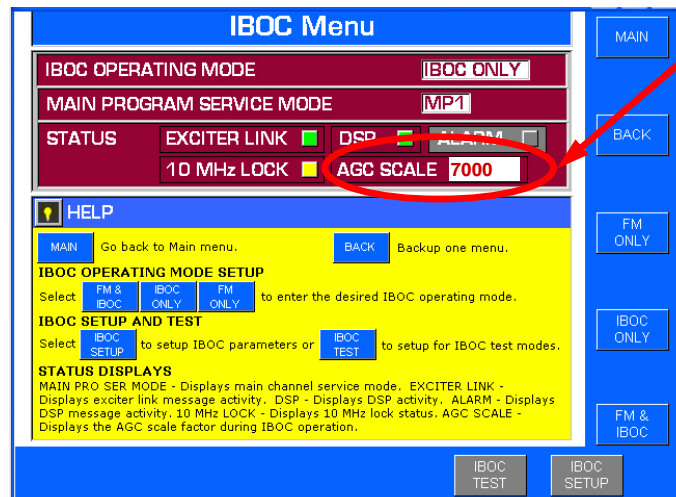 IBOC Menu
MAIN
IBOC OPERATING MODE IBOC ONLY
MAIN PROGRAM SERVICE MODE MP1
STATUS EXCITER LINK DSP ALARM
BACK
10 MHz LOCK AGC SCALE 7000
HELP
FM
ONLY
MAIN Go back to Main menu. BACK Backup one menu.
IBOC OPERATING MODE SETUP
Select FM & IBOC IBOC ONLY FM ONLY to enter the desired IBOC operating mode.
IBOC SETUP AND TEST
Select IBOC SETUP to setup IBOC parameters or IBOC TEST to setup for IBOC test modes.
IBOC
ONLY
STATUS DISPLAYS
MAIN PRO SER MODE - Displays main channel service mode. EXCITER LINK -
Displays exciter link message activity. DSP - Displays DSP activity. ALARM - Displays
DSP message activity. 10 MHz LOCK - Displays 10 MHz lock status. AGC SCALE -
Displays the AGC scale factor during IBOC operation.
FM &
IBOC
IBOC
TEST
IBOC
SETUP